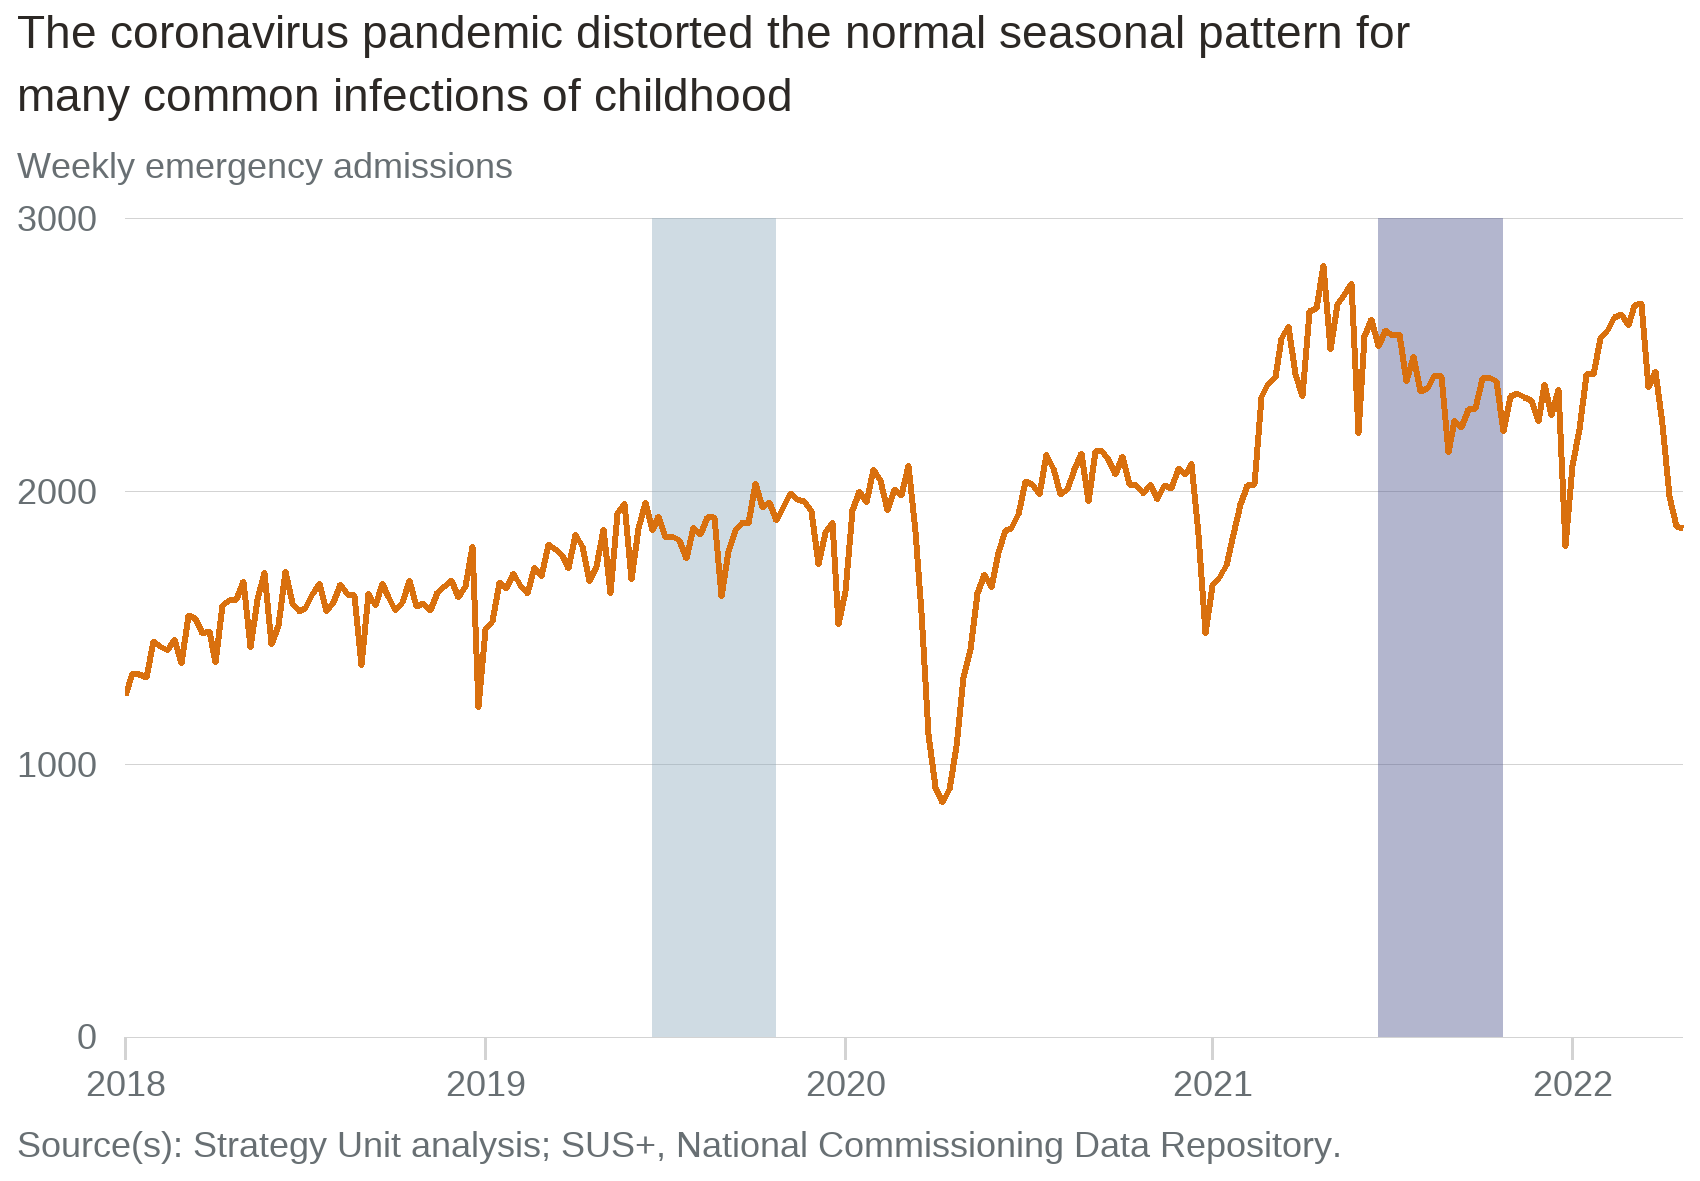 The coronavirus pandemic distorted the normal seasonal pattern for
many common infections of childhood
Weekly emergency admissions
3000
2000
1000
0
2018 2019 2020 2021 2022
Source(s): Strategy Unit analysis; SUS+, National Commissioning Data Repository.